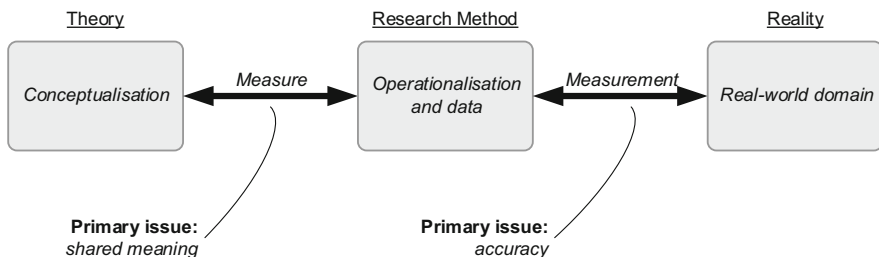 Theory
Research Method
Reality
Conceptualisation
Measure
Operationalisation
and data
Measurement
Real-world domain
Primary issue:
shared meaning
Primary issue:
accuracy